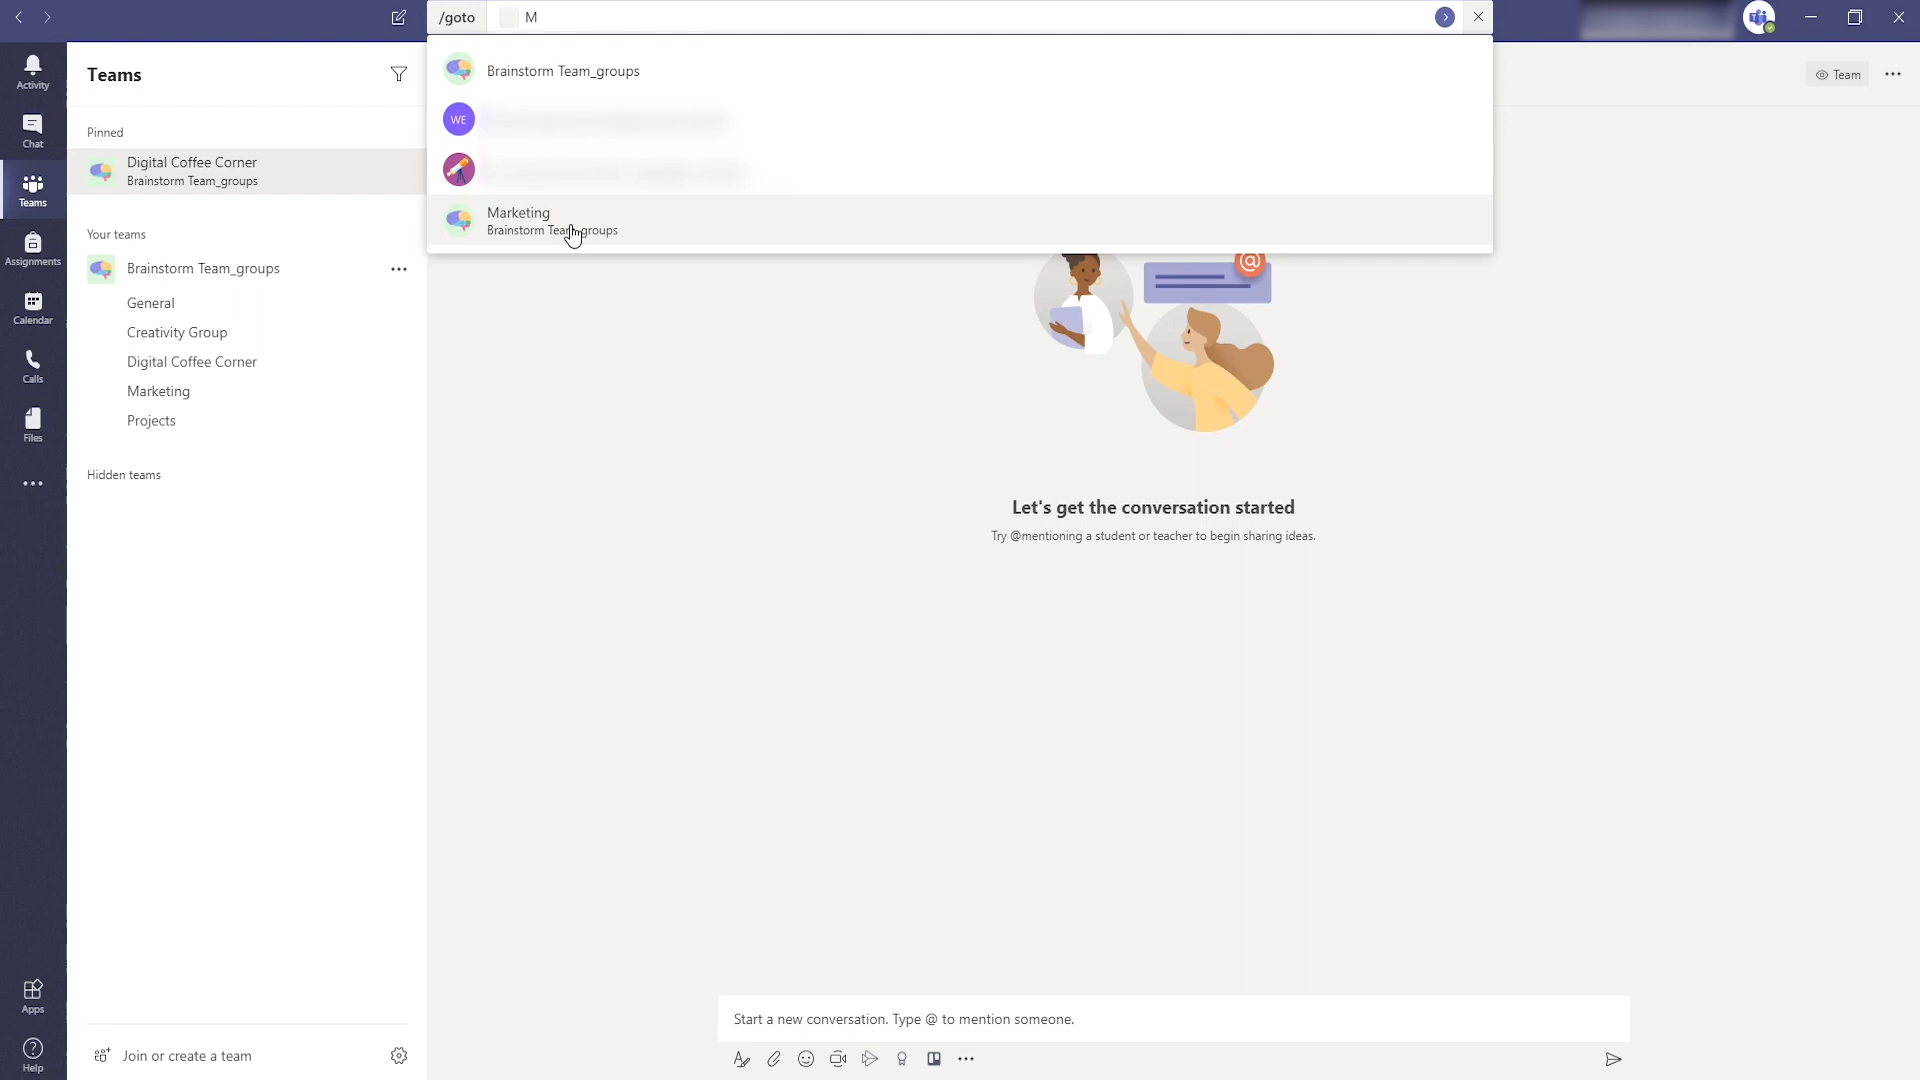 /goto
M
Activity
Chat
Teams
Assignments
Calendar
Calls
Files
Apps
Help
Teams
Pinned
Digital Coffee Corner
Brainstorm Team_groups
Your teams
Brainstorm Team_groups
General
Creativity Group
Digital Coffee Corner
Marketing
Projects
Hidden teams
Join or create a team
Brainstorm Team_groups
WE
Marketing
Brainstorm Team_groups
Team
@
Let's get the conversation started
Try @mentioning a student or teacher to begin sharing ideas.
Start a new conversation. Type @ to mention someone.